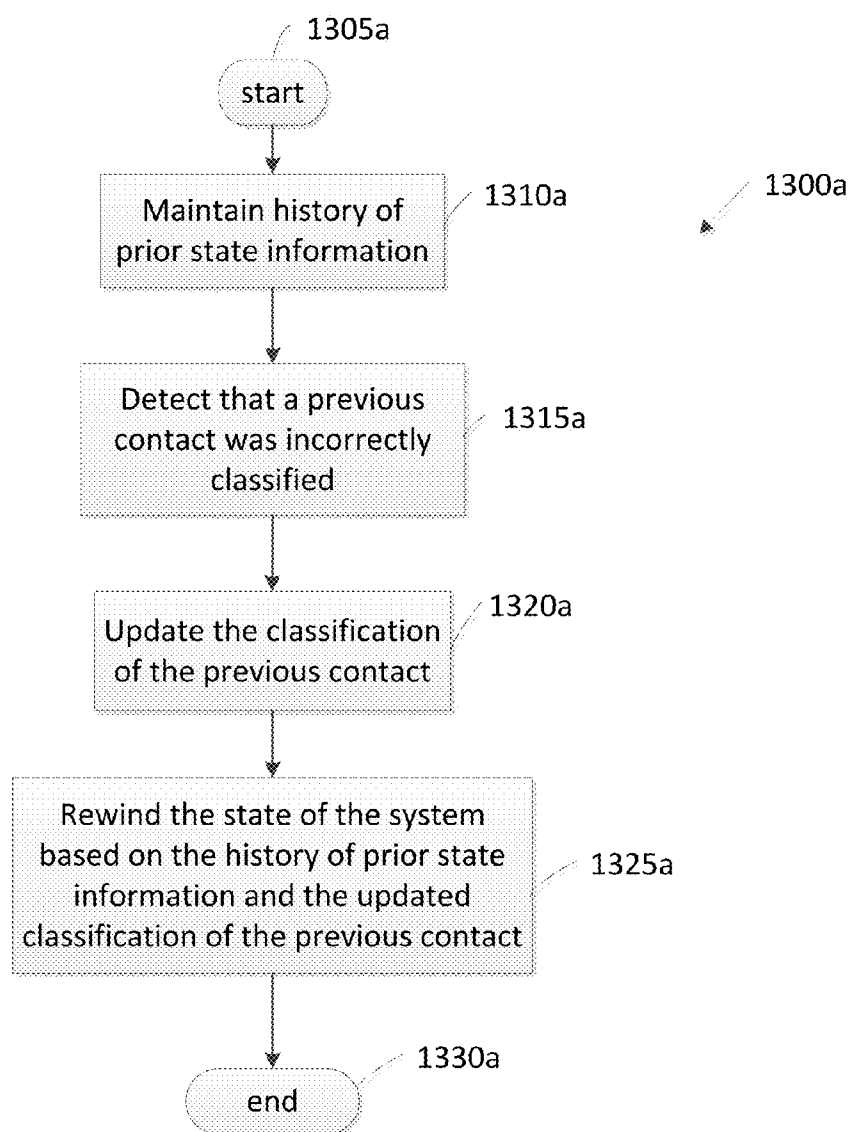 1305a
start
1310a
1300a
Maintain history of
prior state information
Detect that a previous
contact was incorrectly
classified
1315a
1320a
Update the classification
of the previous contact
Rewind the state of the system
based on the history of prior state
information and the updated
classification of the previous contact
1325a
1330a
end